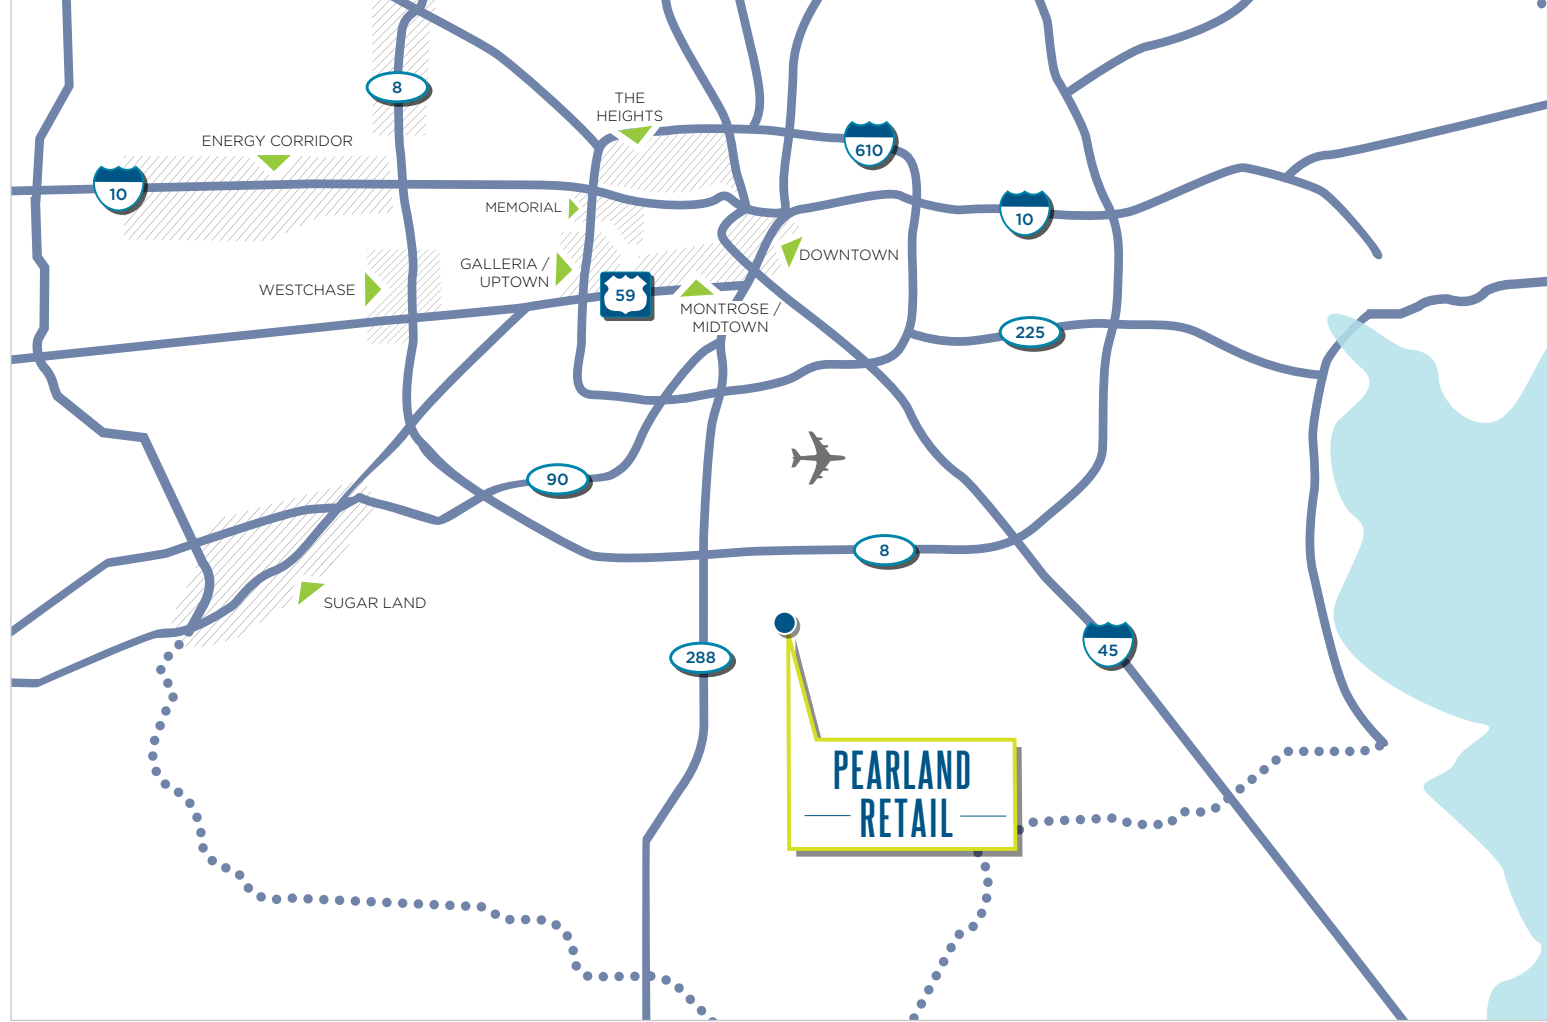 8
THE
HEIGHTS
ENERGY CORRIDOR
610
10
MEMORIAL
10
DOWNTOWN
GALLERIA /
UPTOWN
WESTCHASE
59
MONTROSE /
MIDTOWN
225
90
8
SUGAR LAND
288
45
PEARLAND
RETAIL